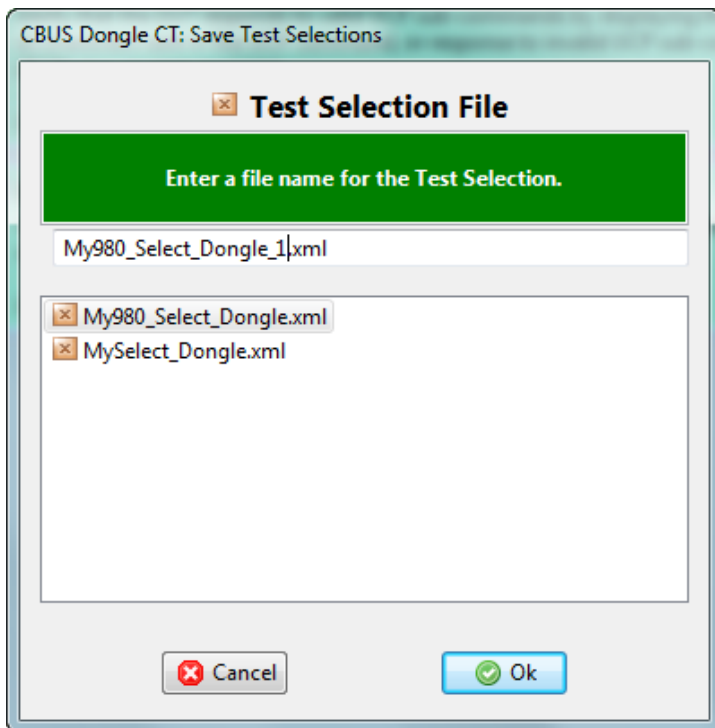 CBUS Dongle CT: Save Test Selections
Test Selection File
Enter a file name for the Test Selection.
My980_Select_Dongle_1.xml
My980_Select_Dongle.xml
MySelect_Dongle.xml
Cancel
Ok